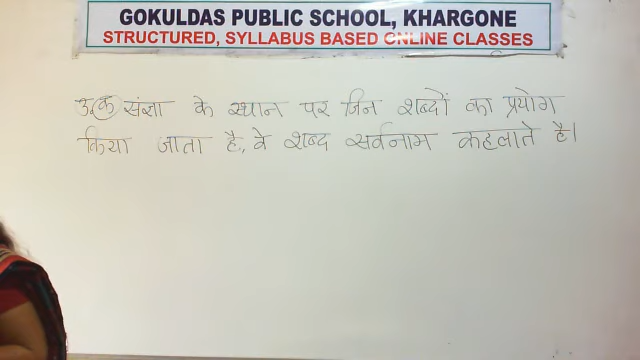 GOKULDAS PUBLIC SCHOOL, KHARGONE
STRUCTURED, SYLLABUS BASED ONLINE CLASSES
उ.(क) संज्ञा के स्थान पर जिन शब्दों का प्रयोग
किया जाता है, वे शब्द सर्वनाम कहलाते है।